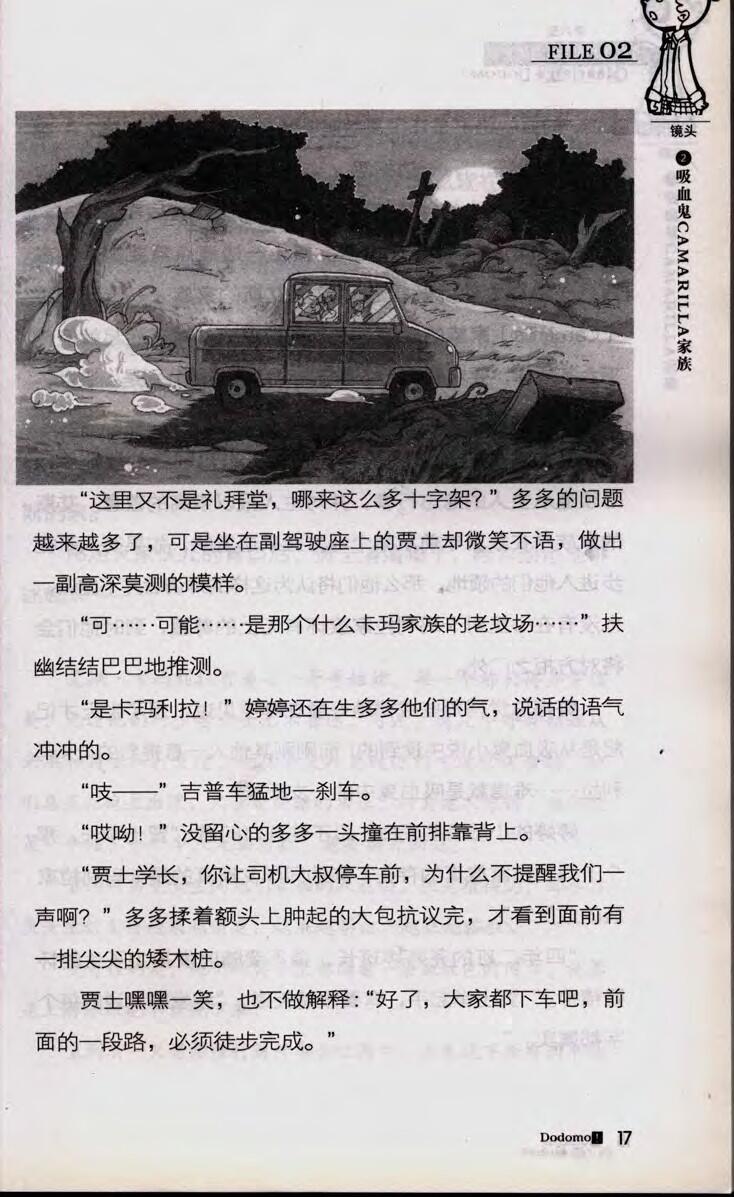 FILE 02
镜头
❷吸血鬼CAMARILLA家族
“这里又不是礼拜堂，哪来这么多十字架？”多多的问题
越来越多了，可是坐在副驾驶座上的贾士却微笑不语，做出
一副高深莫测的模样。
“可……可能……是那个什么卡玛家族的老坟场……”扶
幽结结巴巴地推测。
“是卡玛利拉！”婷婷还在生多多他们的气，说话的语气
冲冲的。
“吱——”吉普车猛地一刹车。
“哎呦！”没留心的多多一头撞在前排靠背上。
“贾士学长，你让司机大叔停车前，为什么不提醒我们一
声啊？”多多揉着额头上肿起的大包抗议完，才看到面前有
一排尖尖的矮木桩。
贾士嘿嘿一笑，也不做解释：“好了，大家都下车吧，前
面的一段路，必须徒步完成。”
Dodomo! 17